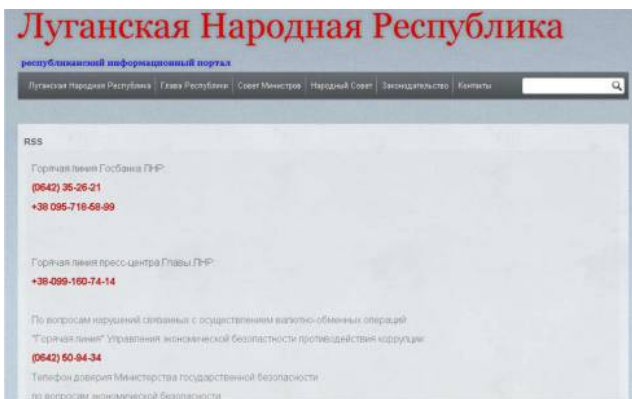 Луганская Народная Республика
республиканский информационный портал
Луганская Народная Республика Глава Республики Совет Министров Народный Совет Законодательство Контакты
RSS
Горячая линия Госбанка ЛНР:
(0642) 35-26-21
+38 095-718-58-99
Горячая линия пресс-центра Главы ЛНР:
+38-099-160-74-14
По вопросам нарушений связанных с осуществлением валютно-обменных операций
"Горячая линия" Управления экономической безопастности противодействия коррупции
(0642) 50-94-34
Телефон доверия Министерства государственной безопасности
по вопросам экономической безопасности